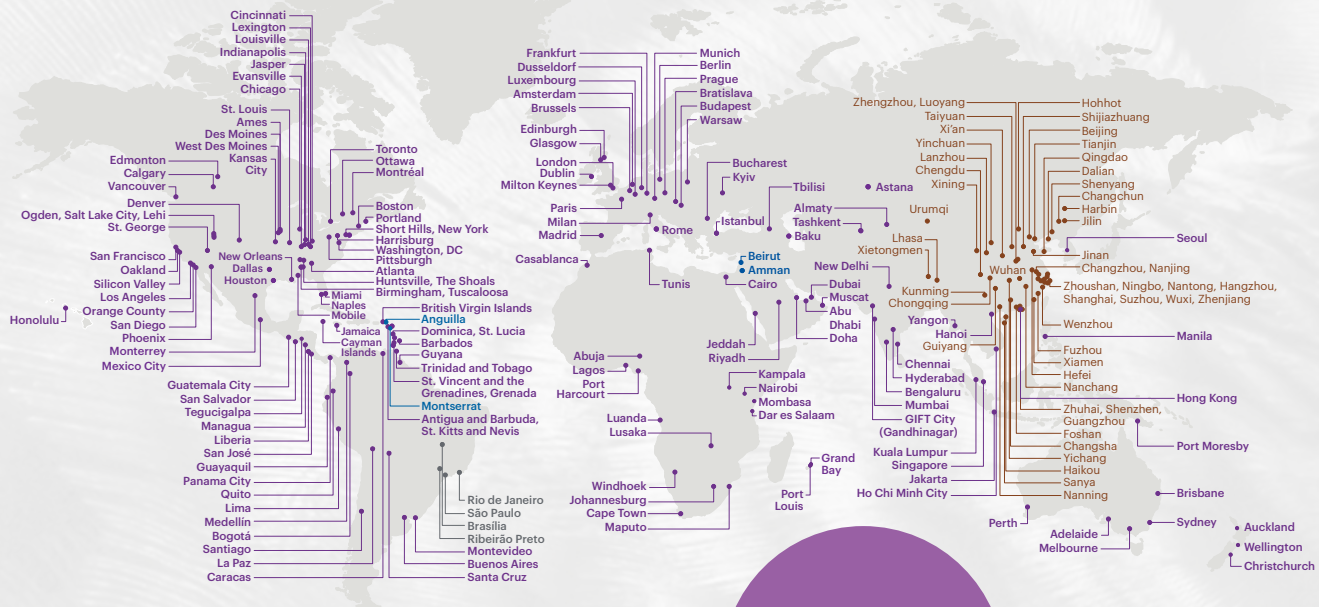 Cincinnati
Lexington
Louisville
Indianapolis
Jasper
Evansville
Chicago
St. Louis
Ames
Des Moines
West Des Moines
Kansas
City
Edmonton
Calgary
Vancouver
Denver
Ogden, Salt Lake City, Lehi
St. George
San Francisco
Oakland
Silicon Valley
Los Angeles
Orange County
San Diego
Phoenix
Monterrey
Mexico City
Honolulu
New Orleans
Dallas
Houston
Toronto
Ottawa
Montréal
Boston
Portland
Short Hills, New York
Harrisburg
Washington, DC
Pittsburgh
Atlanta
Huntsville, The Shoals
Birmingham, Tuscaloosa
Miami
Naples
Mobile
Jamaica
Cayman
Islands
British Virgin Islands
Anguilla
Dominica, St. Lucia
Barbados
Guyana
Trinidad and Tobago
St. Vincent and the
Grenadines, Grenada
Montserrat
Antigua and Barbuda,
St. Kitts and Nevis
Guatemala City
San Salvador
Tegucigalpa
Managua
Liberia
San José
Guayaquil
Panama City
Quito
Lima
Medellín
Bogotá
Santiago
La Paz
Caracas
Rio de Janeiro
São Paulo
Brasília
Ribeirão Preto
Montevideo
Buenos Aires
Santa Cruz
Frankfurt
Dusseldorf
Luxembourg
Amsterdam
Brussels
Edinburgh
Glasgow
London
Dublin
Milton Keynes
Paris
Milan
Madrid
Casablanca
Munich
Berlin
Prague
Bratislava
Budapest
Warsaw
Bucharest
Kyiv
Istanbul
Rome
Tunis
Beirut
Amman
Cairo
Tbilisi
Astana
Almaty
Tashkent
Baku
New Delhi
Dubai
Muscat
Abu
Dhabi
Doha
Jeddah
Riyadh
Abuja
Lagos
Port
Harcourt
Luanda
Lusaka
Kampala
Nairobi
Mombasa
Dar es Salaam
Windhoek
Johannesburg
Cape Town
Maputo
Grand
Bay
Port
Louis
Chennai
Hyderabad
Bengaluru
Mumbai
GIFT City
(Gandhinagar)
Kuala Lumpur
Singapore
Jakarta
Ho Chi Minh City
Yangon
Hanoi
Guiyang
Zhengzhou, Luoyang
Taiyuan
Xi'an
Yinchuan
Lanzhou
Chengdu
Xining
Urumqi
Lhasa
Xietongmen
Kunming
Chongqing
Wuhan
Hohhot
Shijiazhuang
Beijing
Tianjin
Qingdao
Dalian
Shenyang
Changchun
Harbin
Jilin
Seoul
Jinan
Changzhou, Nanjing
Zhoushan, Ningbo, Nantong, Hangzhou,
Shanghai, Suzhou, Wuxi, Zhenjiang
Wenzhou
Manila
Fuzhou
Xiamen
Hefei
Nanchang
Hong Kong
Zhuhai, Shenzhen,
Guangzhou
Foshan
Changsha
Yichang
Haikou
Sanya
Nanning
Port Moresby
Brisbane
Perth
Adelaide
Melbourne
Sydney
Auckland
Wellington
Christchurch